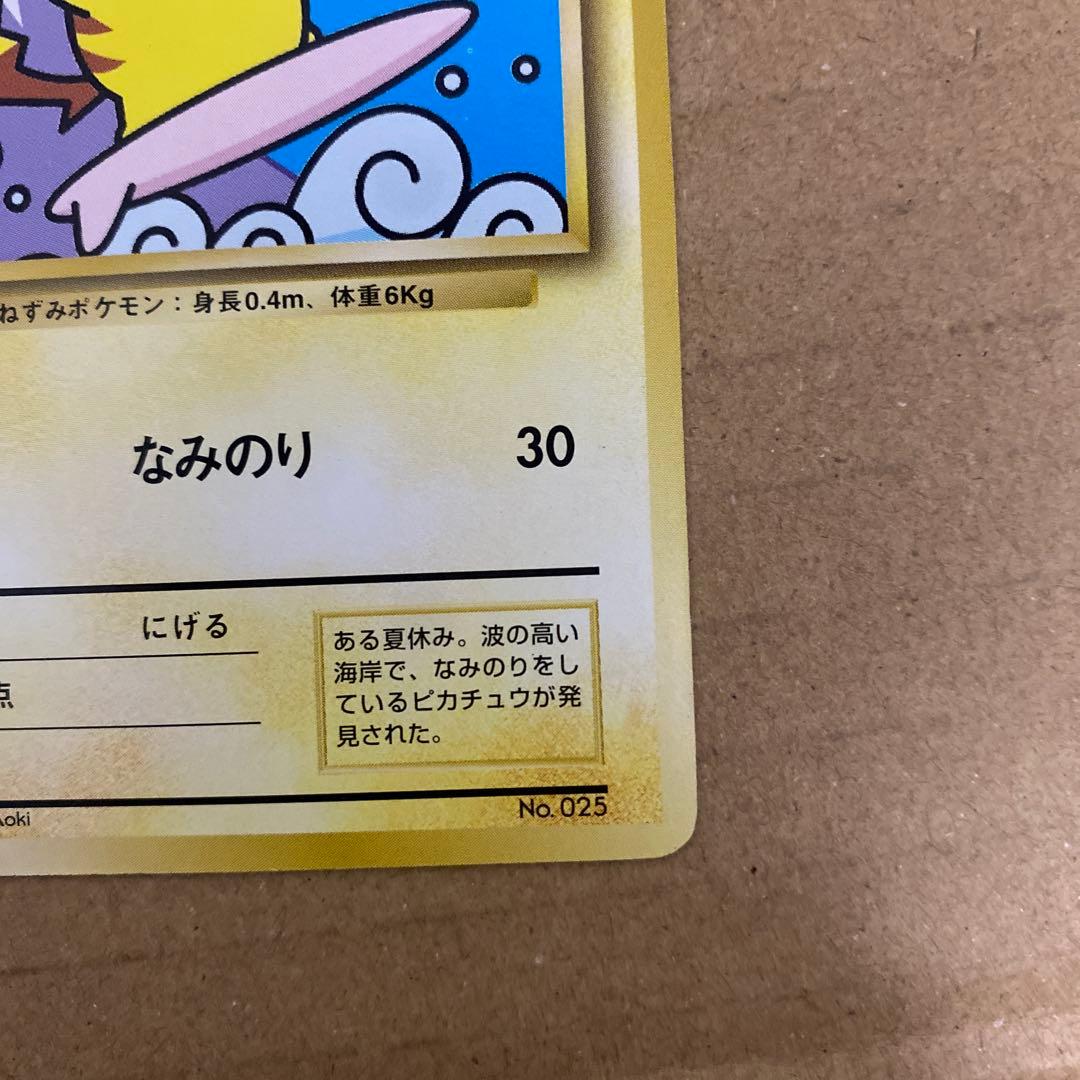 ねずみポケモン：身長0.4m、体重6Kg
なみのり 30
にげる
点
ある夏休み。波の高い
海岸で、なみのりをし
ているピカチュウが発
見された。
Aoki
No. 025